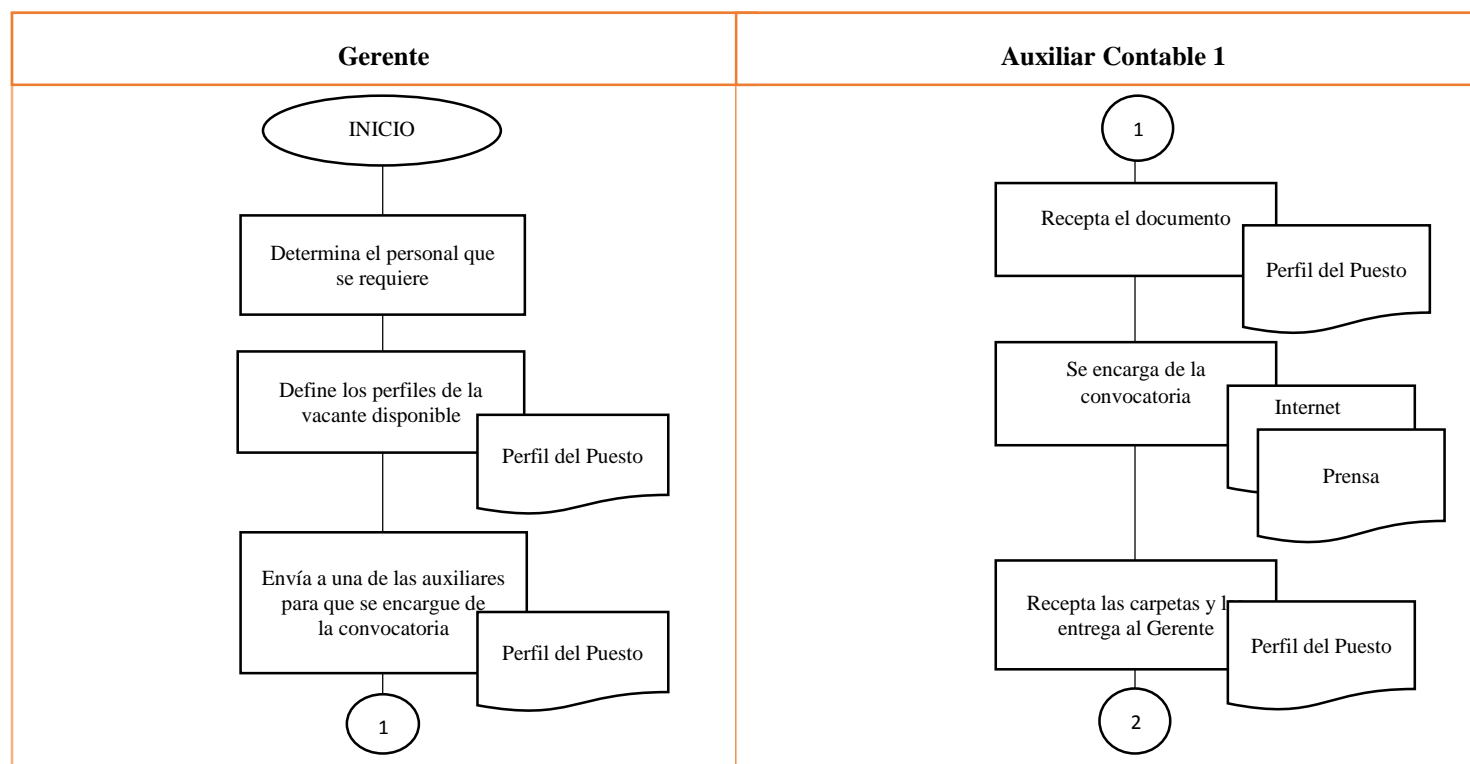 Gerente
Auxiliar Contable 1
INICIO
Determina el personal que
se requiere
Define los perfiles de la
vacante disponible
Perfil del Puesto
Envía a una de las auxiliares
para que se encargue de
la convocatoria
Perfil del Puesto
1
1
Recepta el documento
Perfil del Puesto
Se encarga de la
convocatoria
Internet
Prensa
Recepta las carpetas y
entrega al Gerente
Perfil del Puesto
2